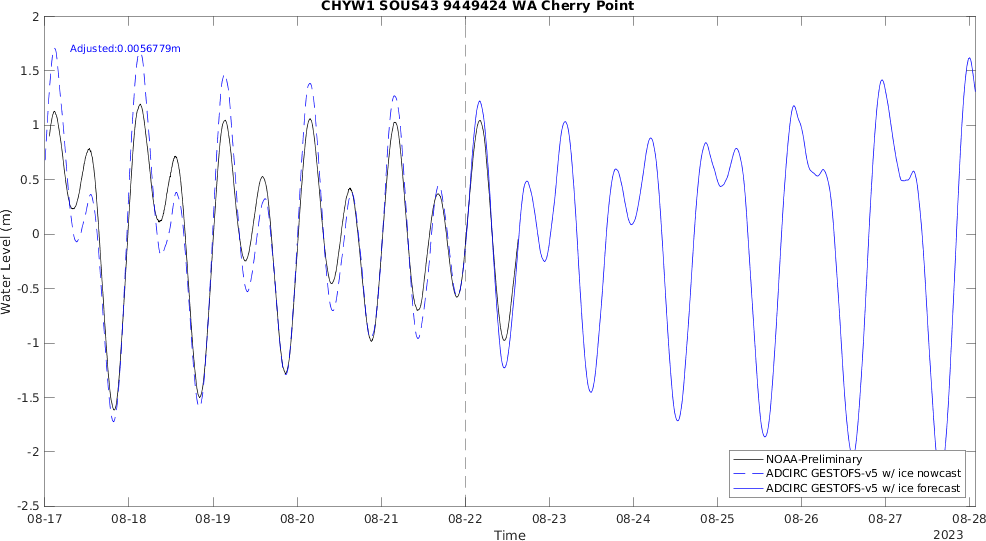 CHYW1 SOUS43 9449424 WA Cherry Point
Adjusted:0.0056779m
Water Level (m)
2
1.5
1
0.5
0
-0.5
-1
-1.5
-2
-2.5
NOAA-Preliminary
ADCIRC GESTOFS-v5 w/ ice nowcast
ADCIRC GESTOFS-v5 w/ ice forecast
08-17 08-18 08-19 08-20 08-21 08-22 08-23 08-24 08-25 08-26 08-27 08-28
Time
2023